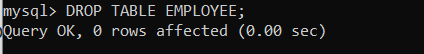 mysql> DROP TABLE EMPLOYEE;
Query OK, 0 rows affected (0.00 sec)